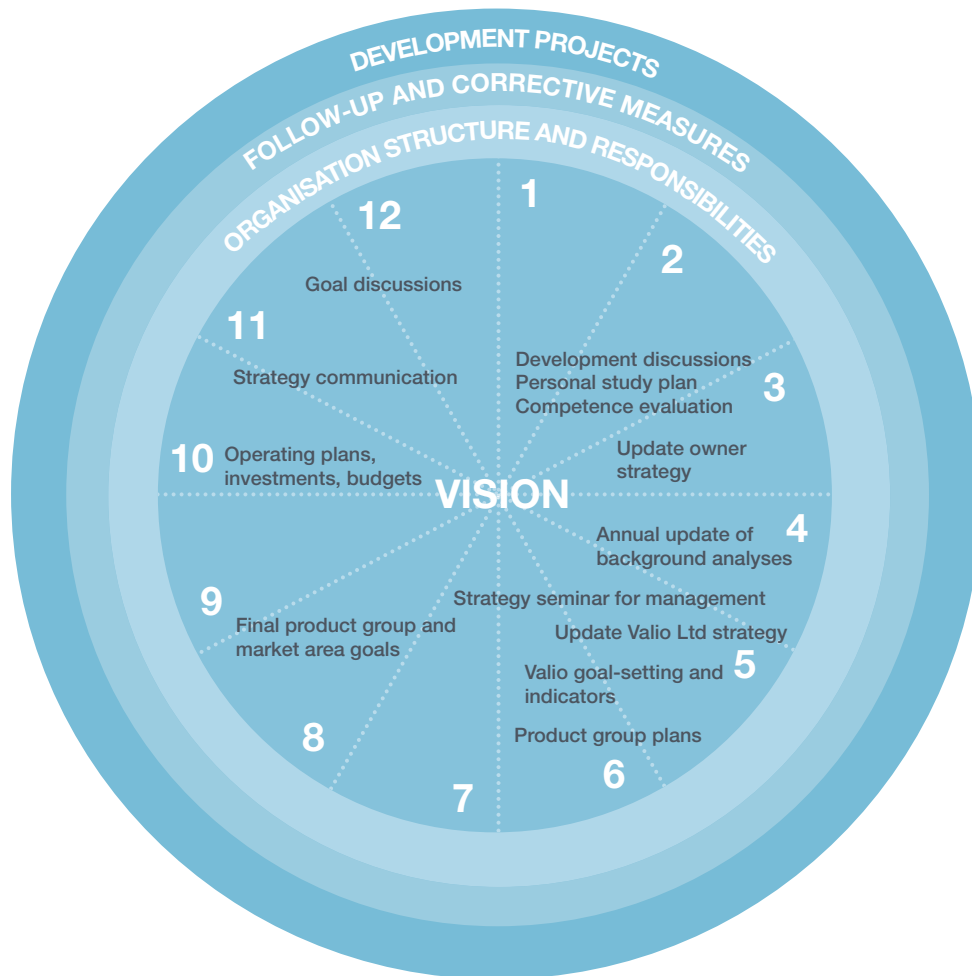 DEVELOPMENT PROJECTS
FOLLOW-UP AND CORRECTIVE MEASURES
ORGANISATION STRUCTURE AND RESPONSIBILITIES
1
2
Development discussions
Personal study plan
Competence evaluation
3
Update owner
strategy
VISION
4
Annual update of
background analyses
Strategy seminar for management
Update Valio Ltd strategy
5
Valio goal-setting and
indicators
Product group plans
6
7
8
9
Final product group and
market area goals
10
Operating plans,
investments, budgets
11
Strategy communication
12
Goal discussions